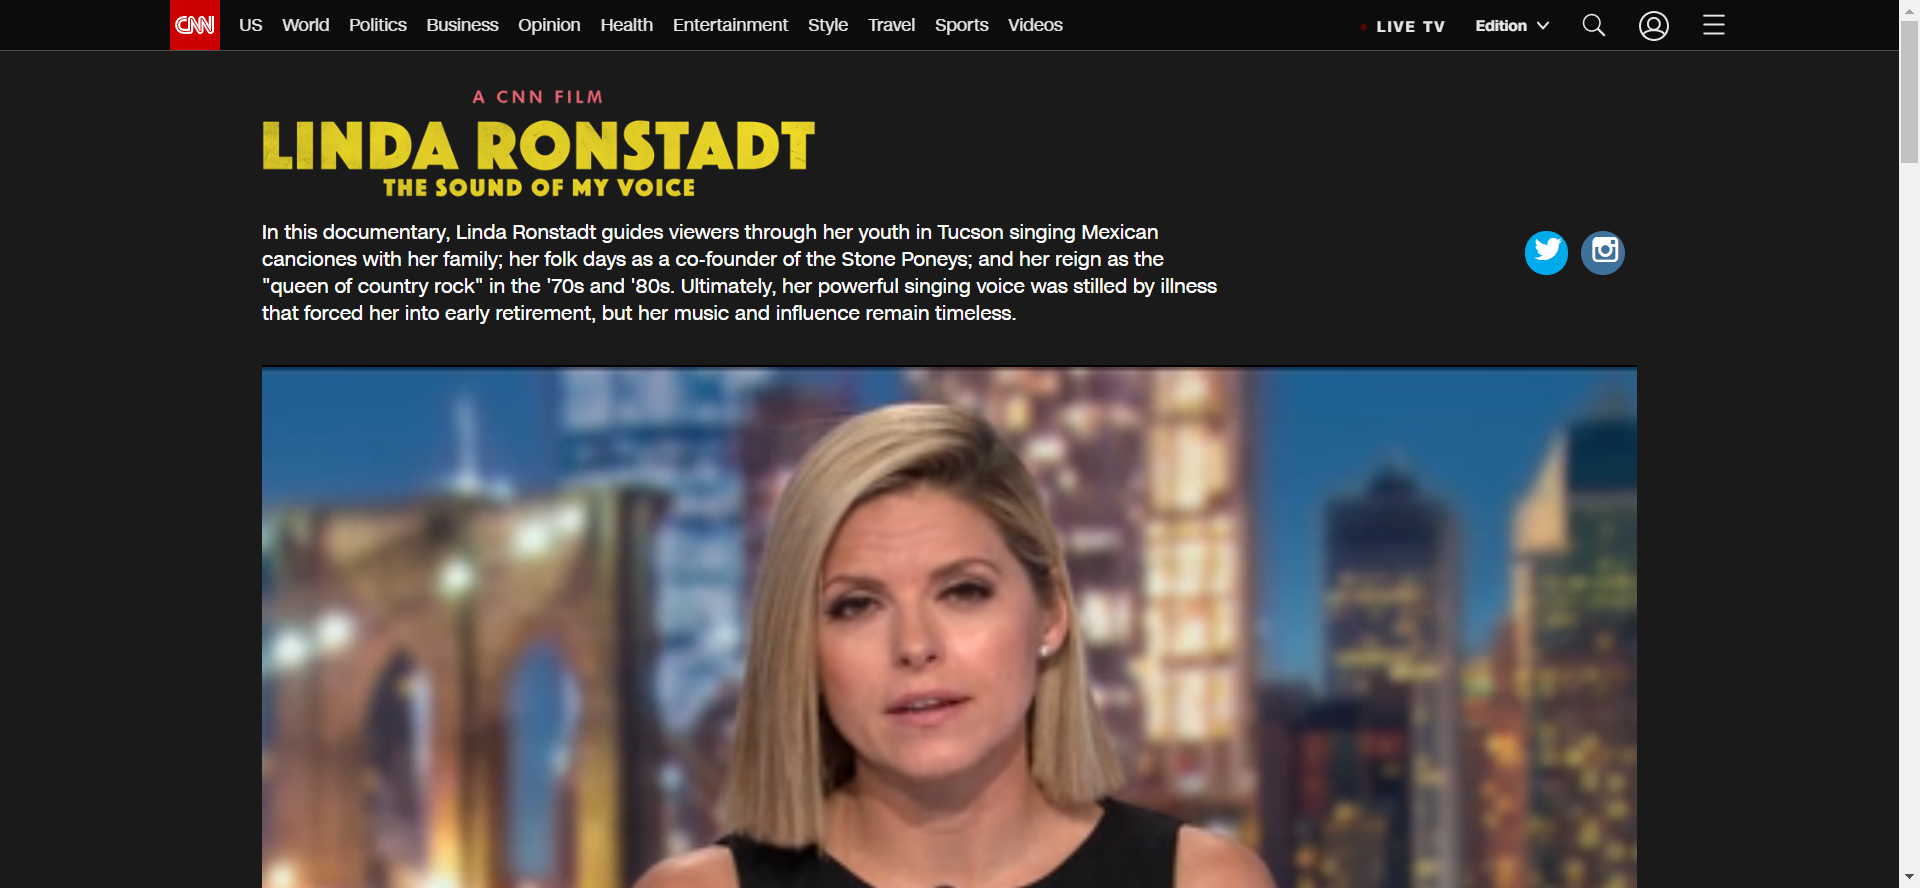 CNN US World Politics Business Opinion Health Entertainment Style Travel Sports Videos LIVE TV Edition
A CNN FILM
LINDA RONSTADT
THE SOUND OF MY VOICE
In this documentary, Linda Ronstadt guides viewers through her youth in Tucson singing Mexican
canciones with her family; her folk days as a co-founder of the Stone Poneys; and her reign as the
"queen of country rock" in the '70s and '80s. Ultimately, her powerful singing voice was stilled by illness
that forced her into early retirement, but her music and influence remain timeless.